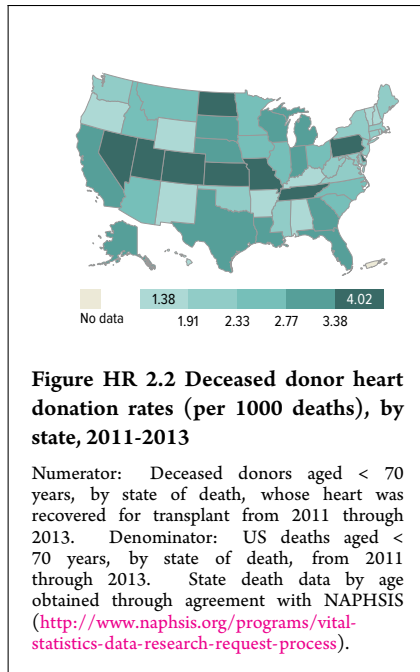 1.38 4.02
No data 1.91 2.33 2.77 3.38
Figure HR 2.2 Deceased donor heart
donation rates (per 1000 deaths), by
state, 2011-2013
Numerator: Deceased donors aged < 70
years, by state of death, whose heart was
recovered for transplant from 2011 through
2013. Denominator: US deaths aged <
70 years, by state of death, from 2011
through 2013. State death data by age
obtained through agreement with NAPHSIS
(http://www.naphsis.org/programs/vital-
statistics-data-research-request-process).